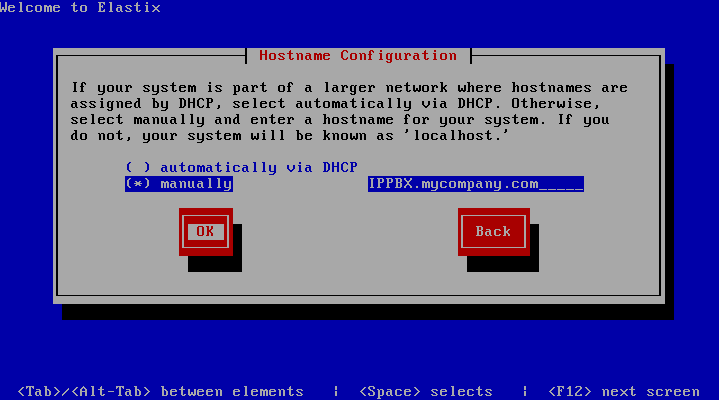 Welcome to Elastix
Hostname Configuration
If your system is part of a larger network where hostnames are
assigned by DHCP, select automatically via DHCP. Otherwise,
select manually and enter a hostname for your system. If you
do not, your system will be known as 'localhost.'
( ) automatically via DHCP
(*) manually IPPBX.mycompany.com_____
OK Back
<Tab>/<Alt-Tab> between elements | <Space> selects | <F12> next screen